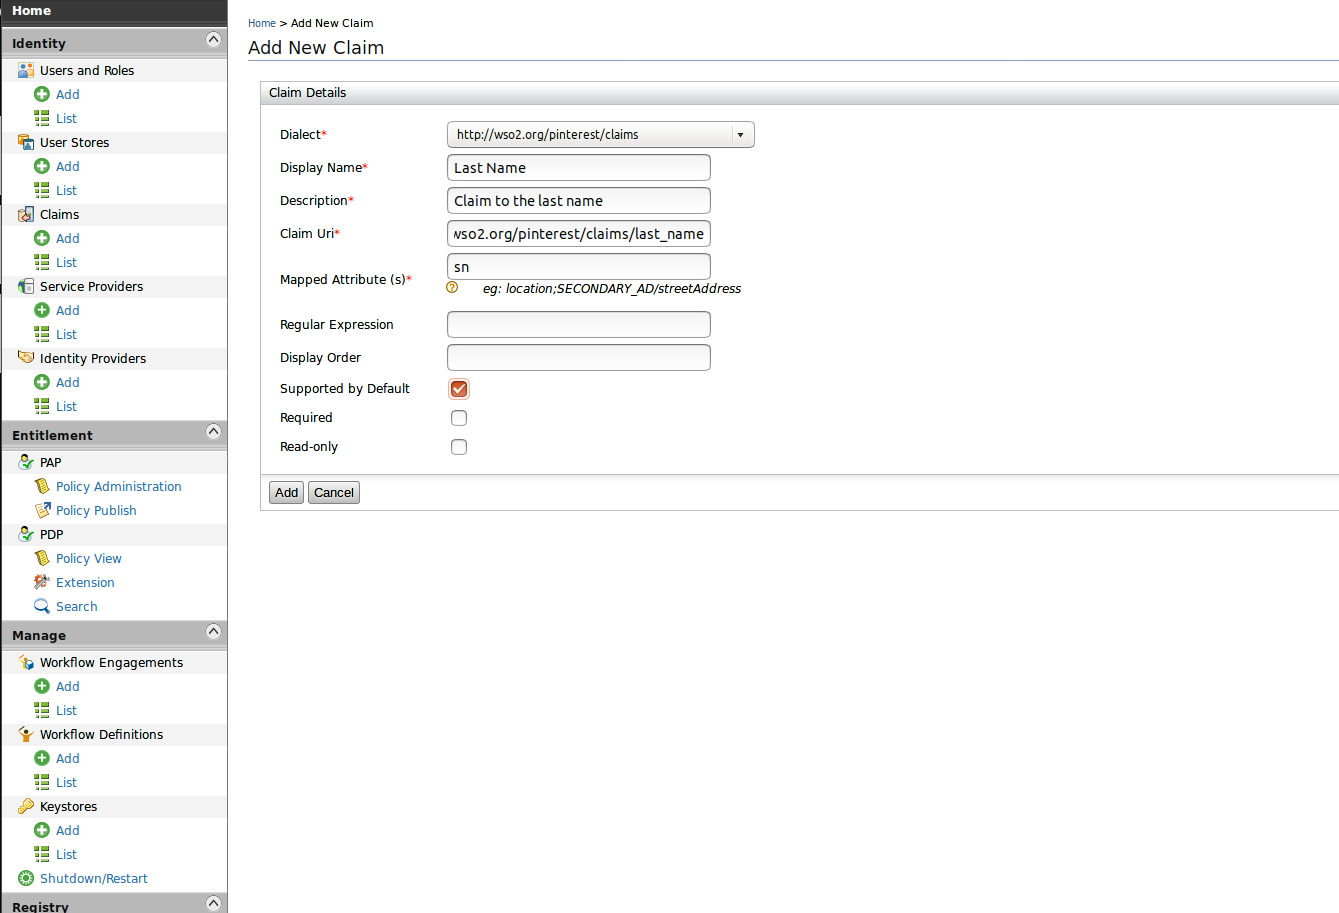 Home
Identity
Users and Roles
Add
List
User Stores
Add
List
Claims
Add
List
Service Providers
Add
List
Identity Providers
Add
List
Entitlement
PAP
Policy Administration
Policy Publish
PDP
Policy View
Extension
Search
Manage
Workflow Engagements
Add
List
Workflow Definitions
Add
List
Keystores
Add
List
Shutdown/Restart
Registry
Home > Add New Claim
Add New Claim
Claim Details
Dialect* http://wso2.org/pinterest/claims
Display Name* Last Name
Description* Claim to the last name
Claim Uri* wso2.org/pinterest/claims/last_name
Mapped Attribute (s)* sn
? eg: location;SECONDARY_AD/streetAddress
Regular Expression
Display Order
Supported by Default
Required
Read-only
Add Cancel